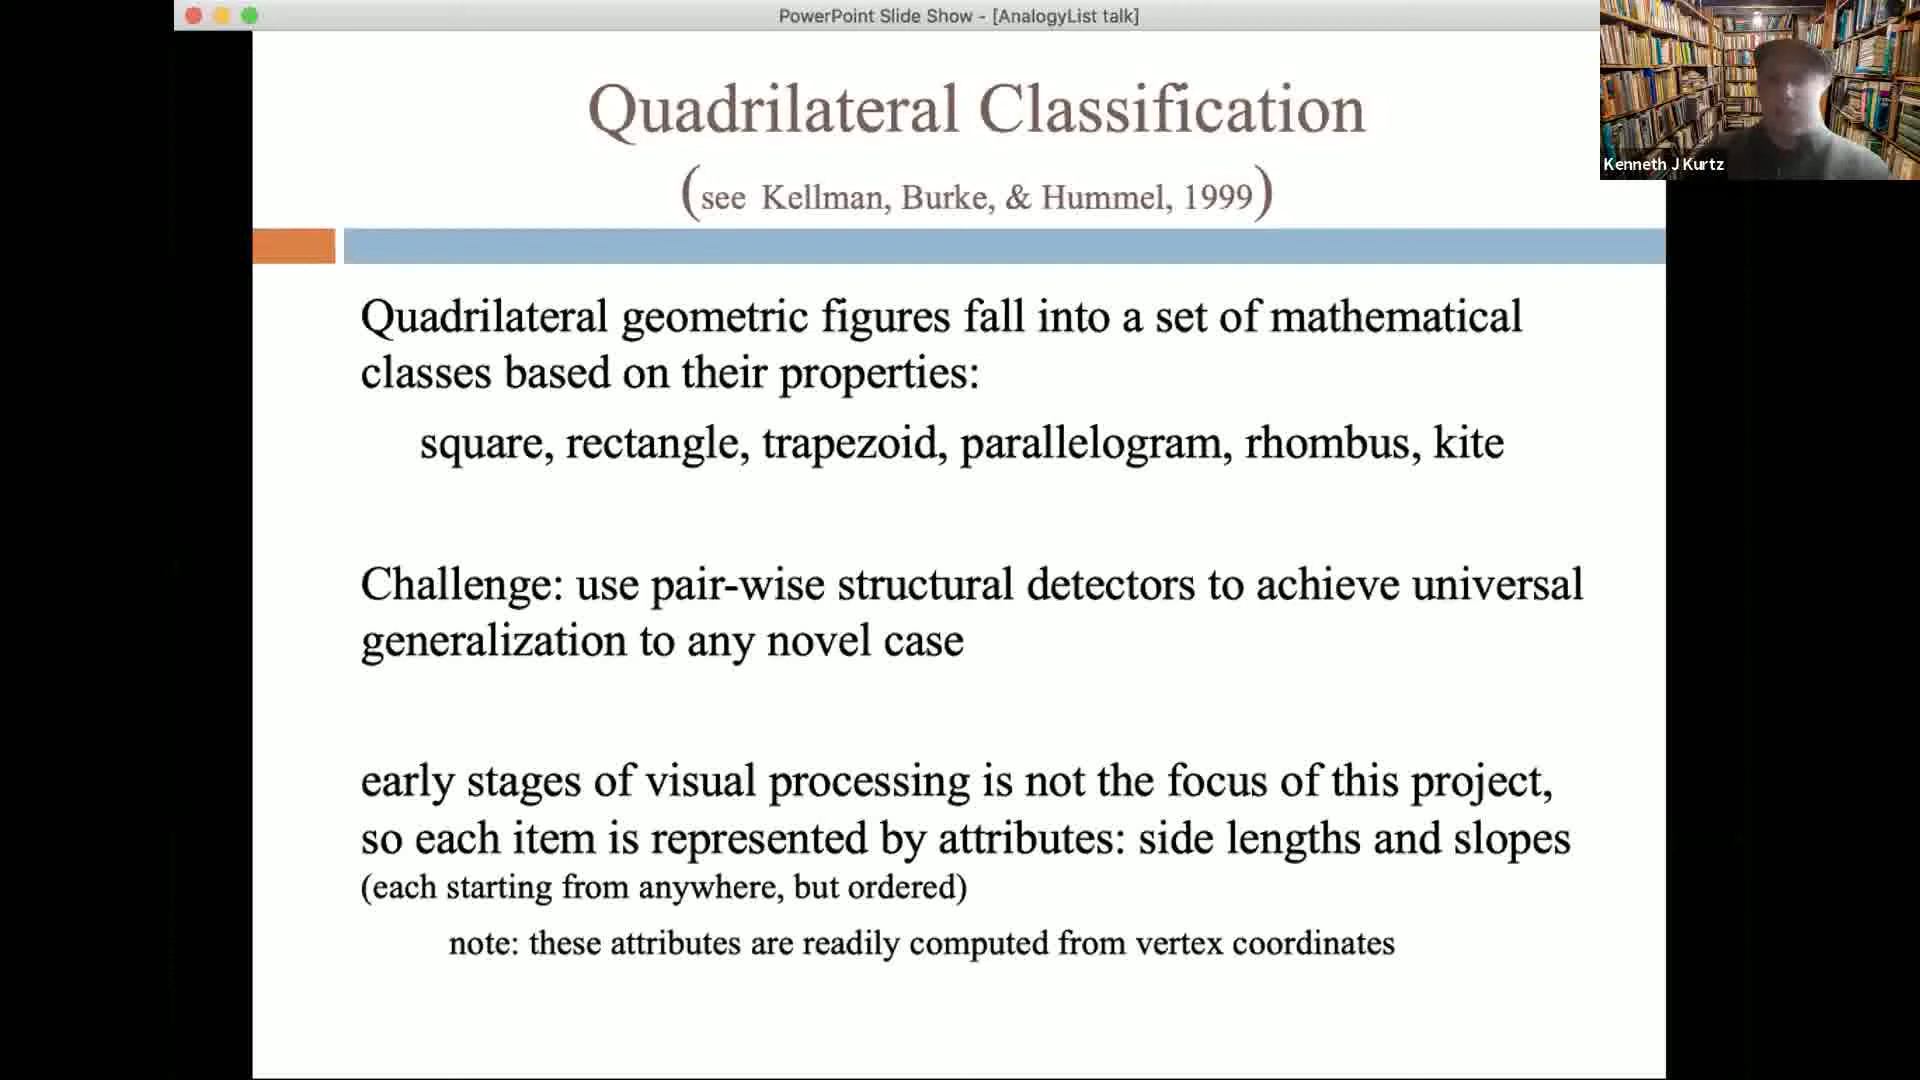 PowerPoint Slide Show - [AnalogyList talk]
Quadrilateral Classification
(see Kellman, Burke, & Hummel, 1999)
Kenneth J Kurtz
Quadrilateral geometric figures fall into a set of mathematical
classes based on their properties:
square, rectangle, trapezoid, parallelogram, rhombus, kite
Challenge: use pair-wise structural detectors to achieve universal
generalization to any novel case
early stages of visual processing is not the focus of this project,
so each item is represented by attributes: side lengths and slopes
(each starting from anywhere, but ordered)
note: these attributes are readily computed from vertex coordinates